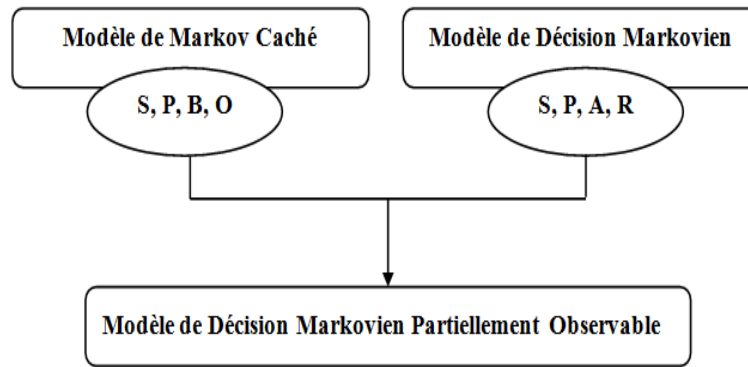 Modèle de Markov Caché
Modèle de Décision Markovien
S, P, B, O
S, P, A, R
Modèle de Décision Markovien Partiellement Observable